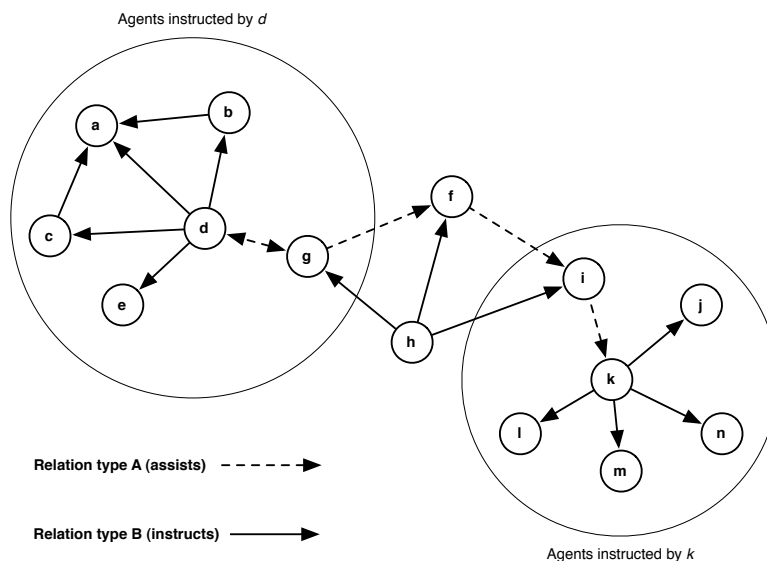 Agents instructed by d
a
b
f
c
d
g
i
e
j
h
k
l
n
m
Relation type A (assists)
Relation type B (instructs)
Agents instructed by k